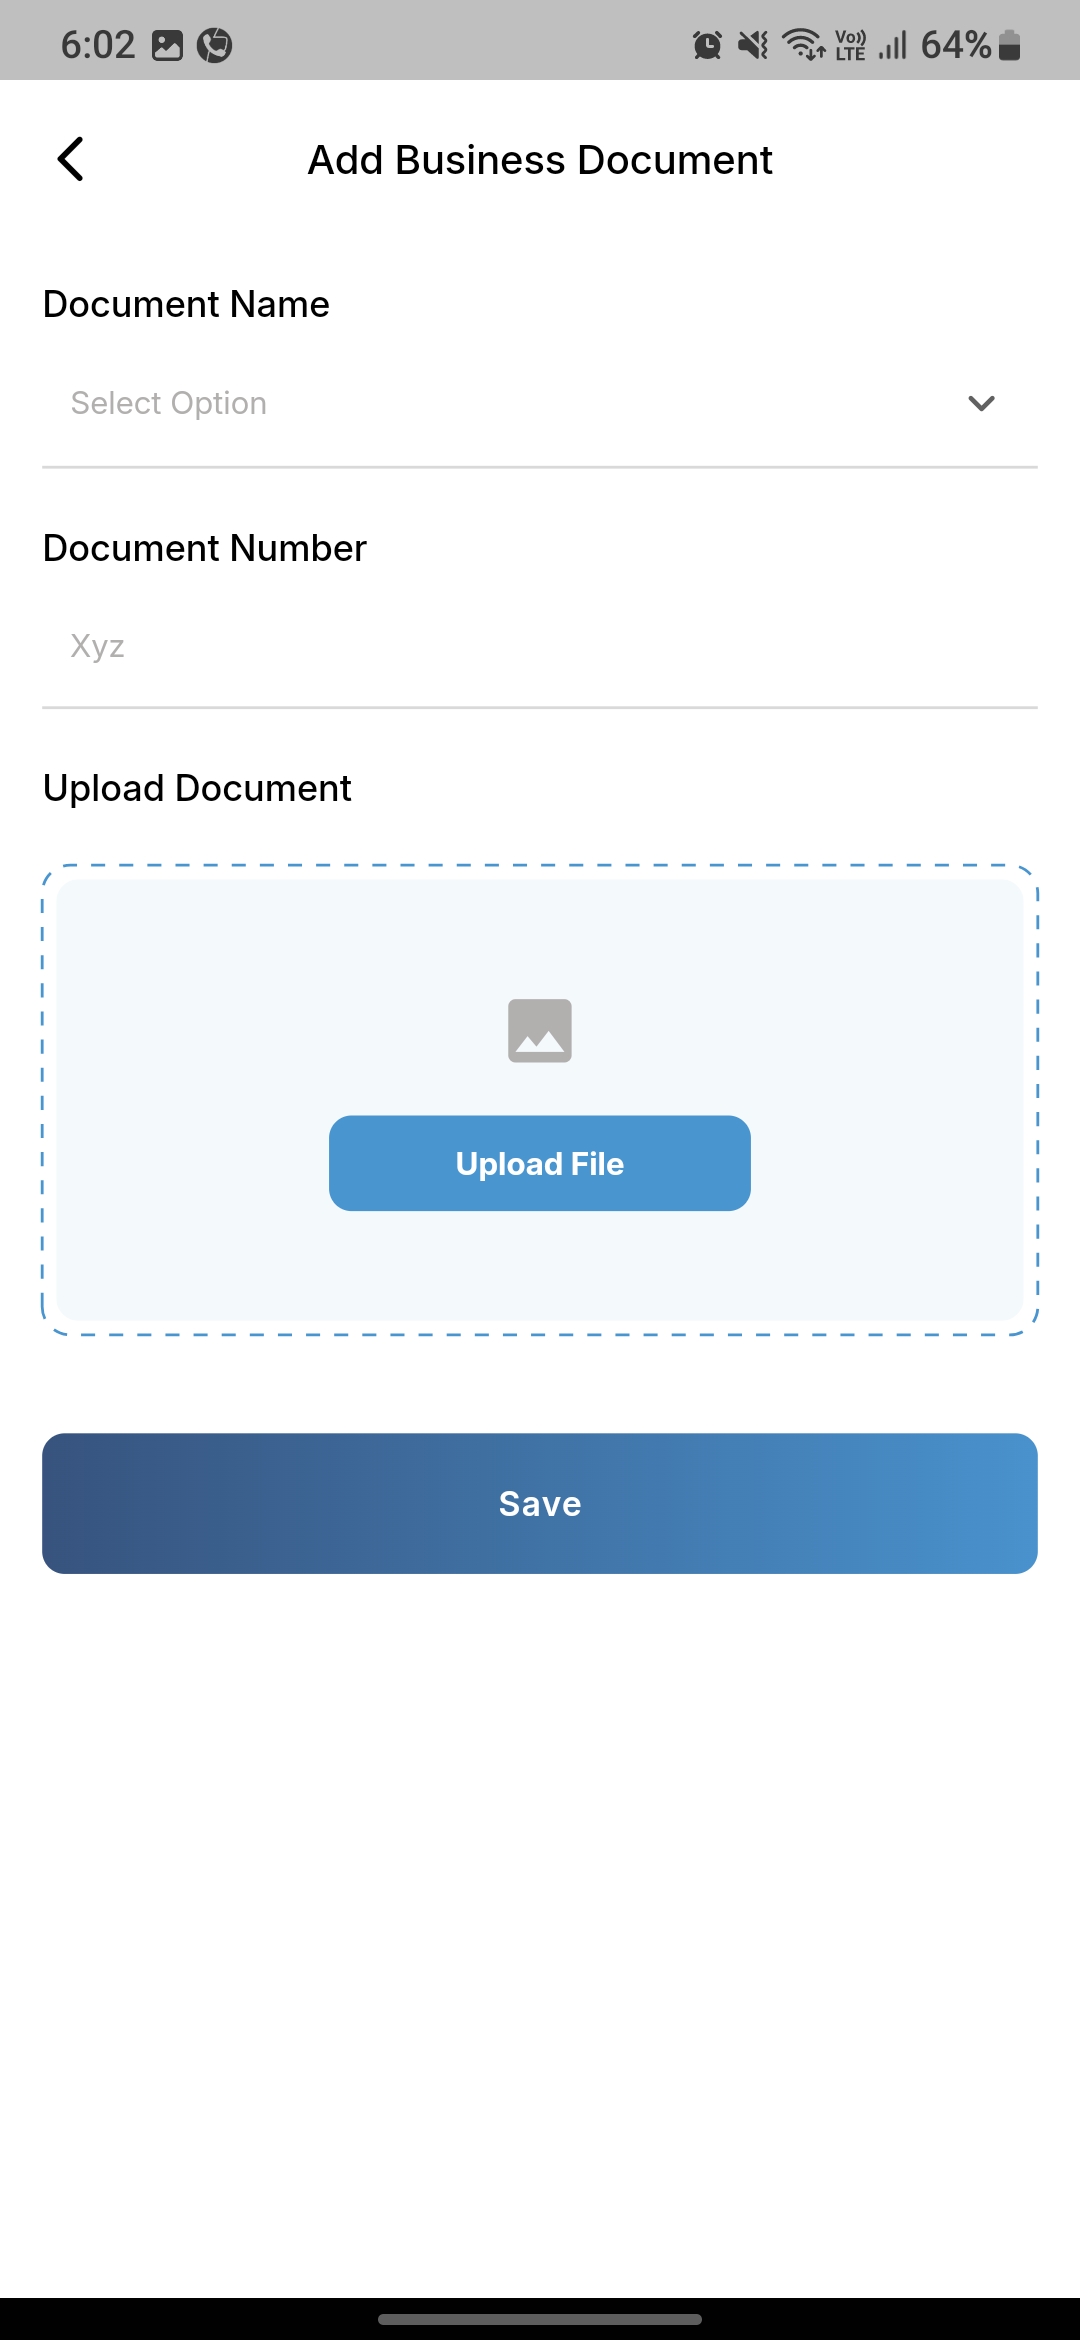 6:02
Vo)) LTE 64%
Add Business Document
Document Name
Select Option
Document Number
Xyz
Upload Document
Upload File
Save